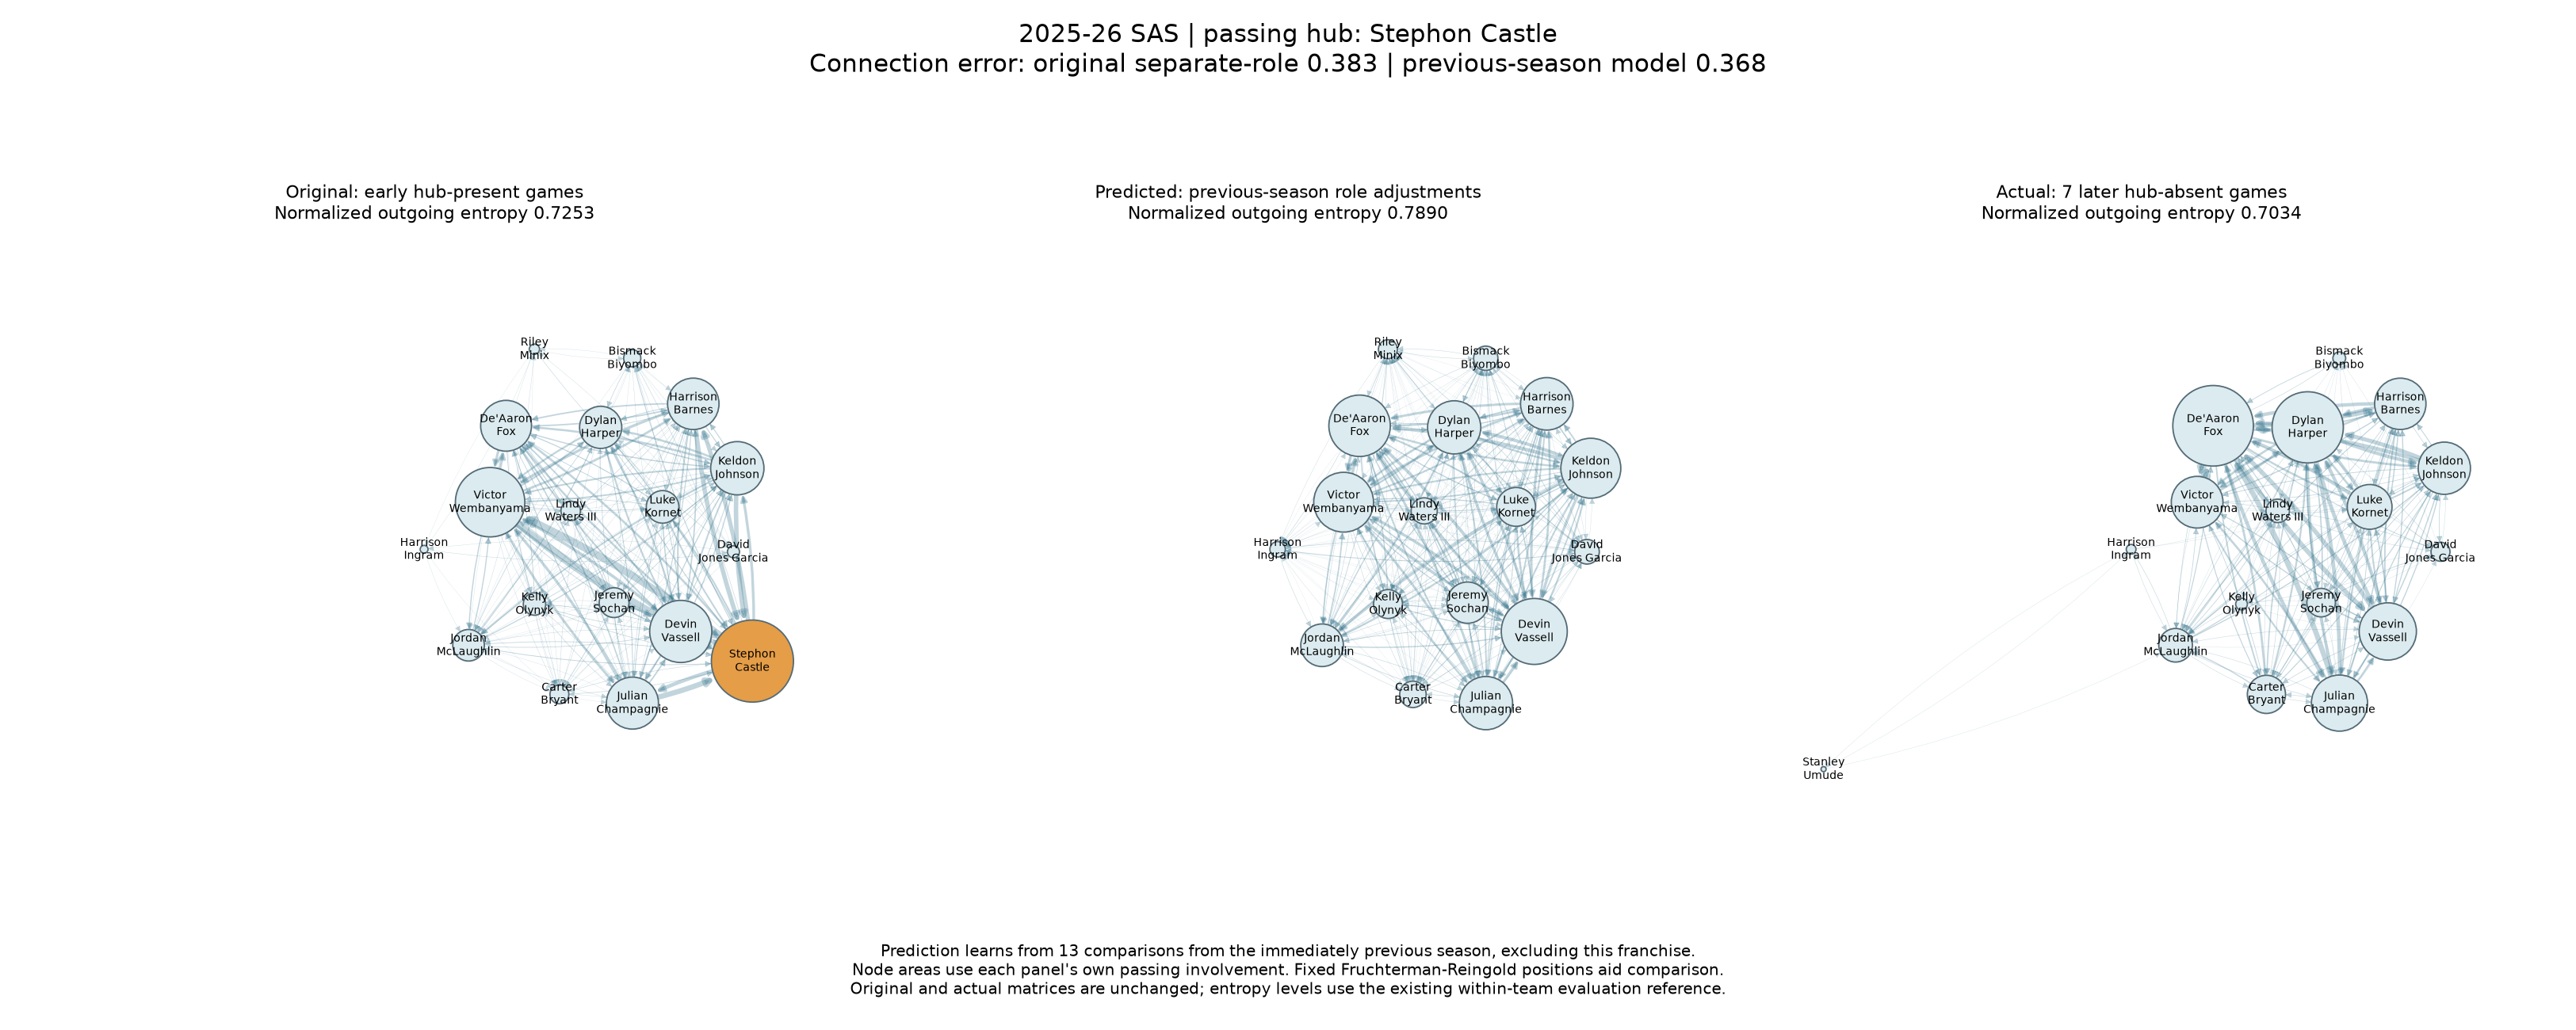 2025-26 SAS | passing hub: Stephon Castle
Connection error: original separate-role 0.383 | previous-season model 0.368
Original: early hub-present games
Normalized outgoing entropy 0.7253
Riley
Minix
Bismack
Biyombo
Harrison
Barnes
De'Aaron
Fox
Dylan
Harper
Keldon
Johnson
Victor
Wembanyama
Lindy
Waters III
Luke
Kornet
Harrison
Ingram
David
Jones Garcia
Kelly
Olynyk
Jeremy
Sochan
Jordan
McLaughlin
Devin
Vassell
Stephon
Castle
Carter
Bryant
Julian
Champagnie
Predicted: previous-season role adjustments
Normalized outgoing entropy 0.7890
Riley
Minix
Bismack
Biyombo
Harrison
Barnes
De'Aaron
Fox
Dylan
Harper
Keldon
Johnson
Victor
Wembanyama
Lindy
Waters III
Luke
Kornet
Harrison
Ingram
David
Jones Garcia
Kelly
Olynyk
Jeremy
Sochan
Jordan
McLaughlin
Devin
Vassell
Carter
Bryant
Julian
Champagnie
Actual: 7 later hub-absent games
Normalized outgoing entropy 0.7034
Bismack
Biyombo
Harrison
Barnes
De'Aaron
Fox
Dylan
Harper
Keldon
Johnson
Victor
Wembanyama
Lindy
Waters III
Luke
Kornet
Harrison
Ingram
David
Jones Garcia
Kelly
Olynyk
Jeremy
Sochan
Jordan
McLaughlin
Devin
Vassell
Carter
Bryant
Julian
Champagnie
Stanley
Umude
Prediction learns from 13 comparisons from the immediately previous season, excluding this franchise.
Node areas use each panel's own passing involvement. Fixed Fruchterman-Reingold positions aid comparison.
Original and actual matrices are unchanged; entropy levels use the existing within-team evaluation reference.